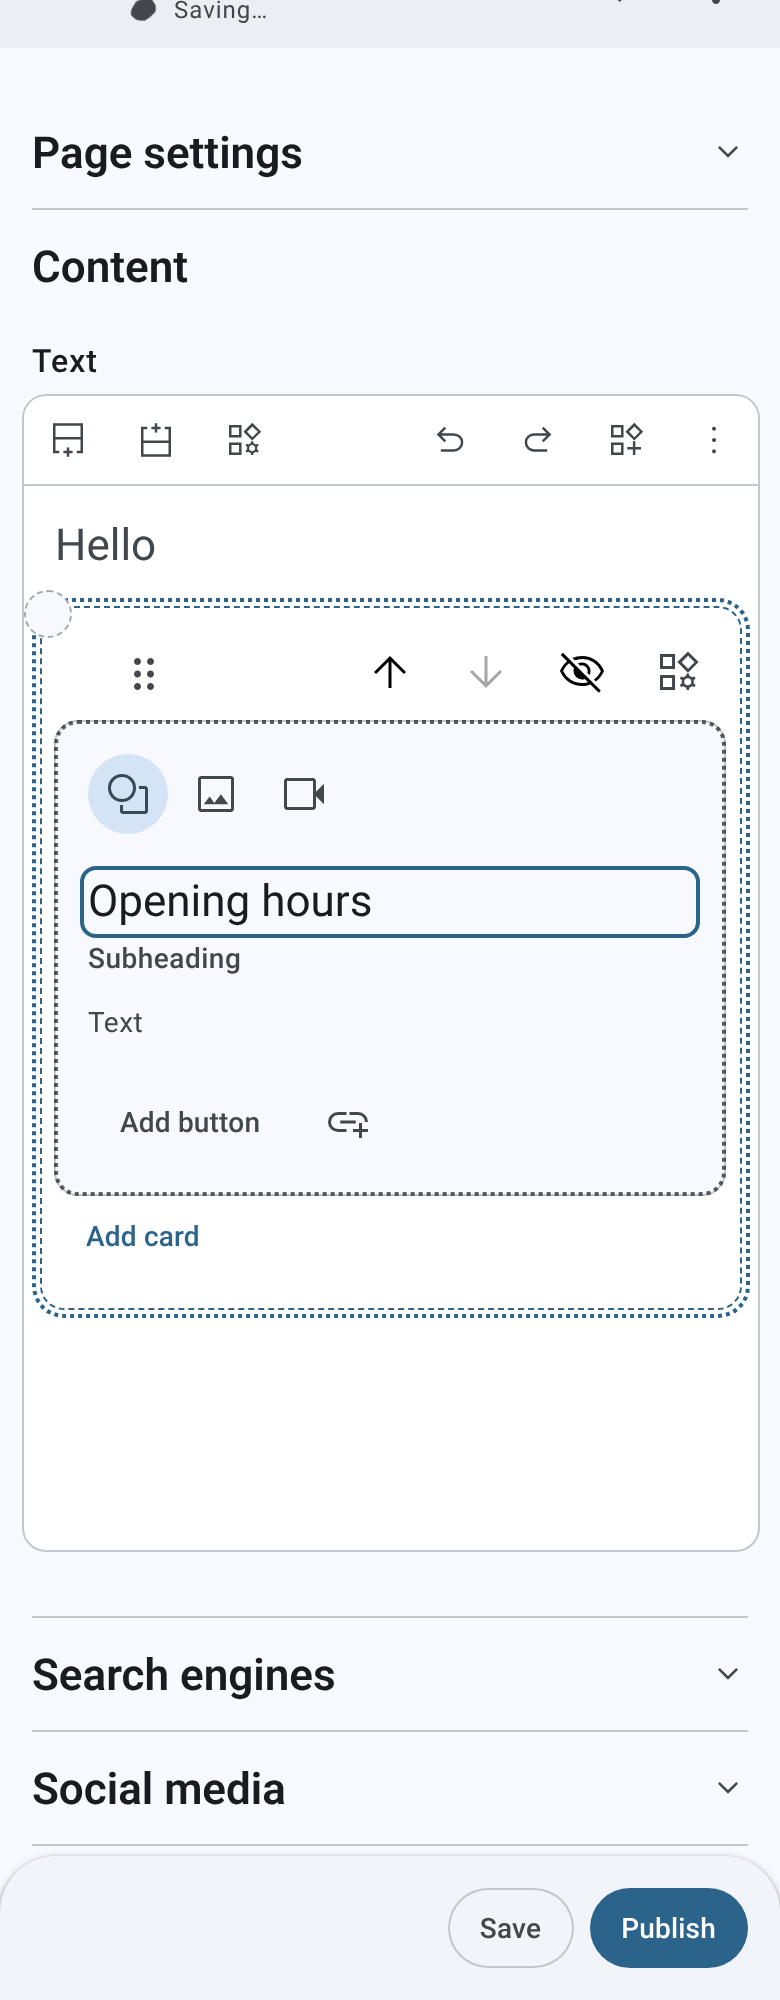 Saving…
Page settings
Content
Text
Hello
Opening hours
Subheading
Text
Add button
Add card
Search engines
Social media
Save
Publish